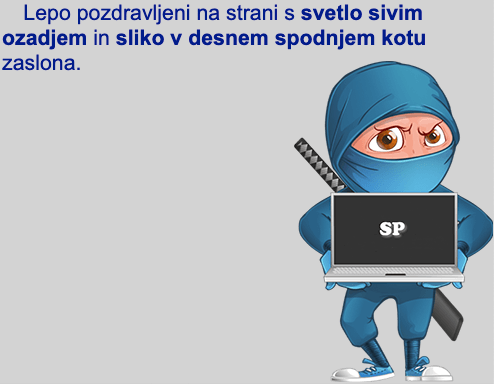 Lepo pozdravljeni na strani s svetlo sivim
ozadjem in sliko v desnem spodnjem kotu
zaslona.
SP